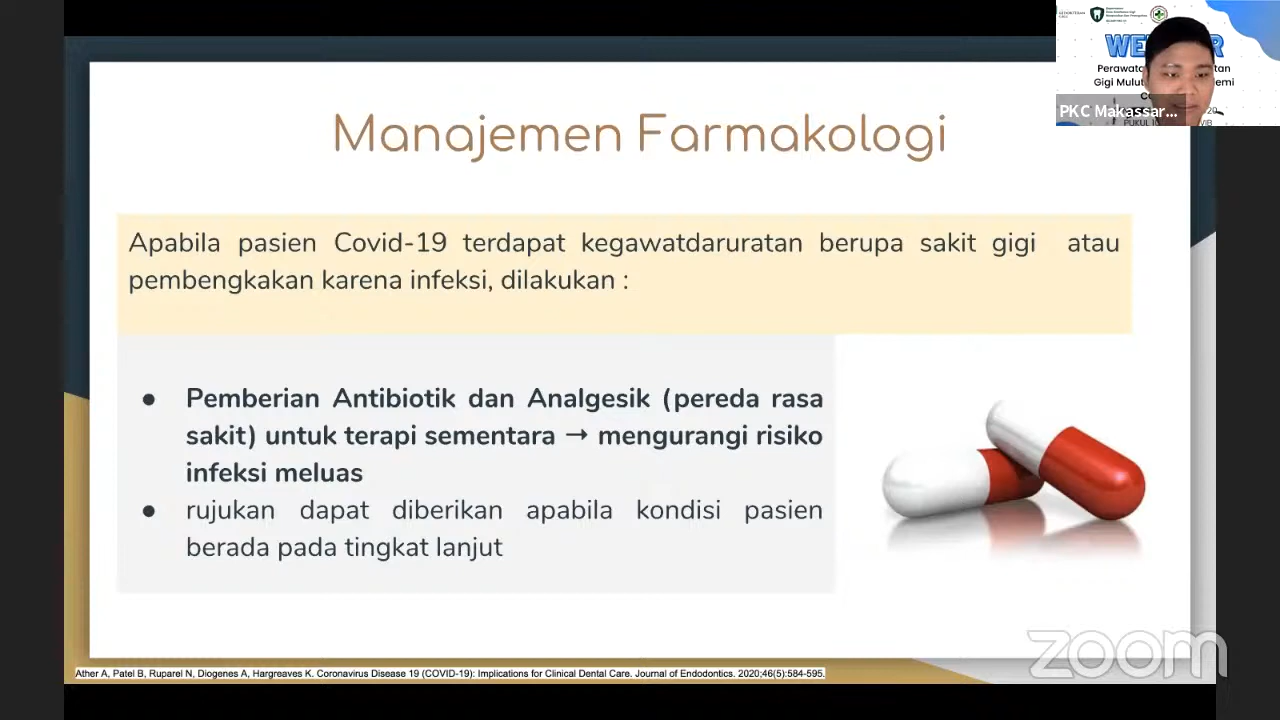 Manajemen Farmakologi
Apabila pasien Covid-19 terdapat kegawatdaruratan berupa sakit gigi atau
pembengkakan karena infeksi, dilakukan :
● Pemberian Antibiotik dan Analgesik (pereda rasa
sakit) untuk terapi sementara → mengurangi risiko
infeksi meluas
● rujukan dapat diberikan apabila kondisi pasien
berada pada tingkat lanjut
Ather A, Patel B, Ruparel N, Diogenes A, Hargreaves K. Coronavirus Disease 19 (COVID-19): Implications for Clinical Dental Care. Journal of Endodontics. 2020;46(5):584-595.
zoom
Gigi Mulut
PKC Makassar...